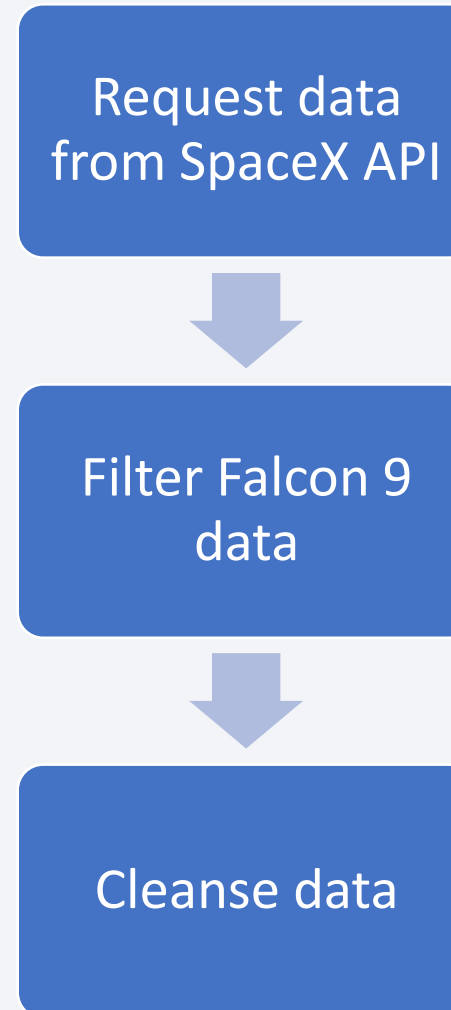 Request data
from SpaceX API
Filter Falcon 9
data
Cleanse data